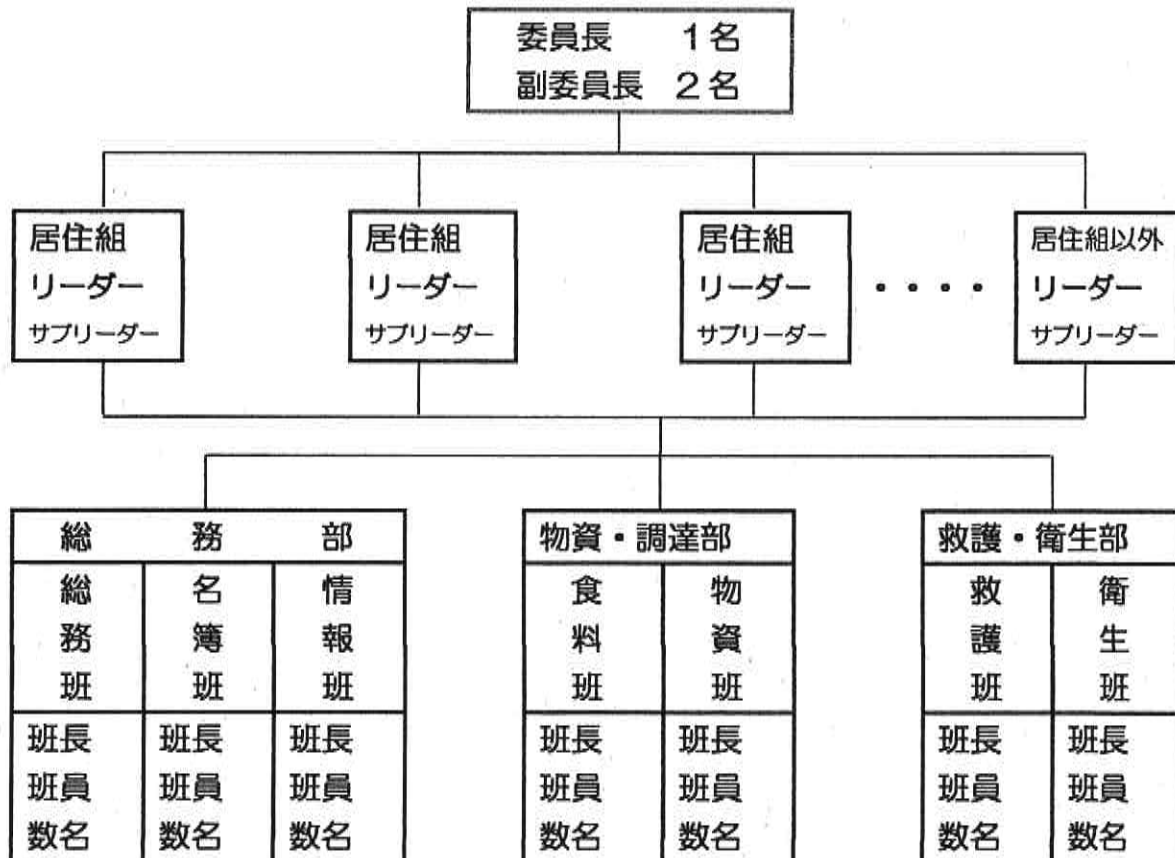 委員長 1名
副委員長 2名
居住組
リーダー
サブリーダー
居住組
リーダー
サブリーダー
居住組
リーダー
サブリーダー
・・・・
居住組以外
リーダー
サブリーダー
総務部
総務班
班長
班員
数名
名簿班
班長
班員
数名
情報班
班長
班員
数名
物資・調達部
食料班
班長
班員
数名
物資班
班長
班員
数名
救護・衛生部
救護班
班長
班員
数名
衛生班
班長
班員
数名